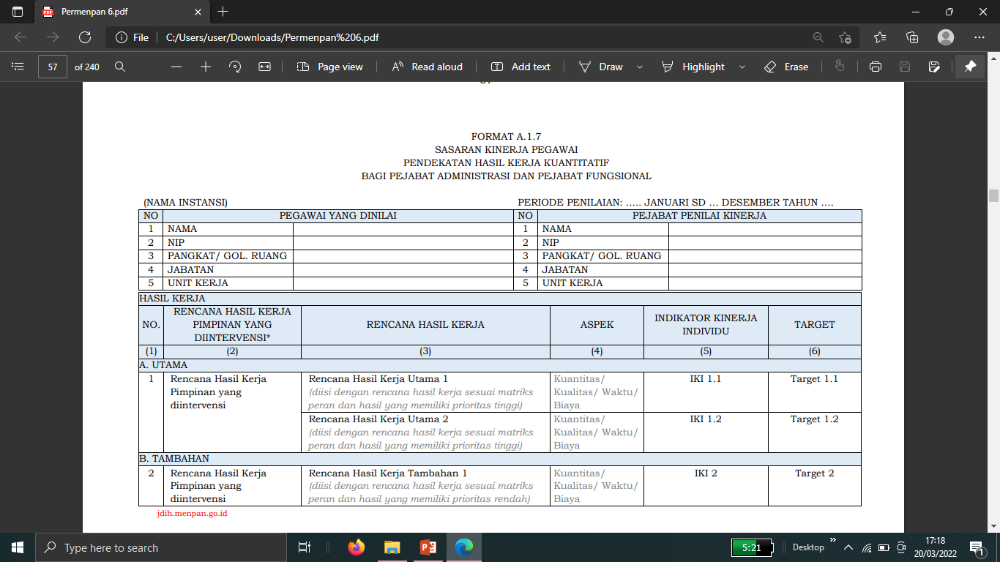 Permenpan 6.pdf
File
C:/Users/user/Downloads/Permenpan%206.pdf
57 of 240
Page view
Read aloud
Add text
Draw
Highlight
Erase
FORMAT A.1.7
SASARAN KINERJA PEGAWAI
PENDEKATAN HASIL KERJA KUANTITATIF
BAGI PEJABAT ADMINISTRASI DAN PEJABAT FUNGSIONAL
(NAMA INSTANSI) PERIODE PENILAIAN: ..... JANUARI SD ... DESEMBER TAHUN ....
NO PEGAWAI YANG DINILAI NO PEJABAT PENILAI KINERJA
1 NAMA 1 NAMA
2 NIP 2 NIP
3 PANGKAT/ GOL. RUANG 3 PANGKAT/ GOL. RUANG
4 JABATAN 4 JABATAN
5 UNIT KERJA 5 UNIT KERJA
HASIL KERJA
NO.
RENCANA HASIL KERJA
PIMPINAN YANG
DIINTERVENSI*
RENCANA HASIL KERJA
ASPEK
INDIKATOR KINERJA
INDIVIDU
TARGET
(1) (2) (3) (4) (5) (6)
A. UTAMA
1
Rencana Hasil Kerja
Pimpinan yang
diintervensi
Rencana Hasil Kerja Utama 1
(diisi dengan rencana hasil kerja sesuai matriks
peran dan hasil yang memiliki prioritas tinggi)
Kuantitas/
Kualitas/ Waktu/
Biaya
IKI 1.1
Target 1.1
Rencana Hasil Kerja Utama 2
(diisi dengan rencana hasil kerja sesuai matriks
peran dan hasil yang memiliki prioritas tinggi)
Kuantitas/
Kualitas/ Waktu/
Biaya
IKI 1.2
Target 1.2
B. TAMBAHAN
2
Rencana Hasil Kerja
Pimpinan yang
diintervensi
Rencana Hasil Kerja Tambahan 1
(diisi dengan rencana hasil kerja sesuai matriks
peran dan hasil yang memiliki prioritas rendah)
Kuantitas/
Kualitas/ Waktu/
Biaya
IKI 2
Target 2
jdih.menpan.go.id
Type here to search
5:21
Desktop
17:18
20/03/2022
1